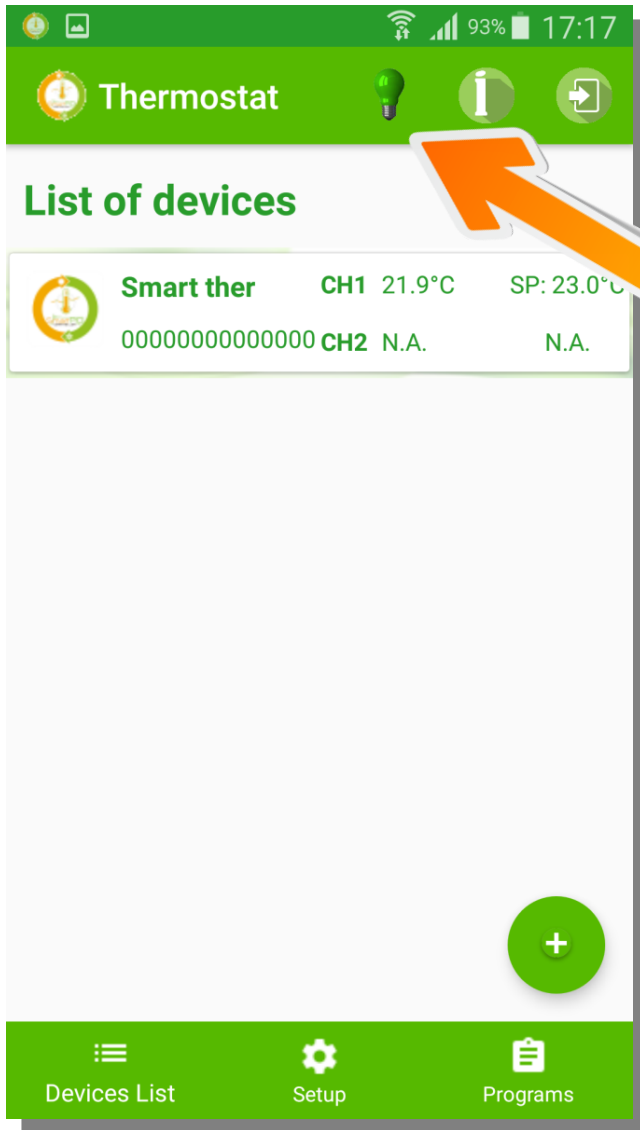 93% 17:17
Thermostat
List of devices
Smart ther CH1 21.9°C SP: 23.0°C
00000000000000 CH2 N.A. N.A.
Devices List Setup Programs